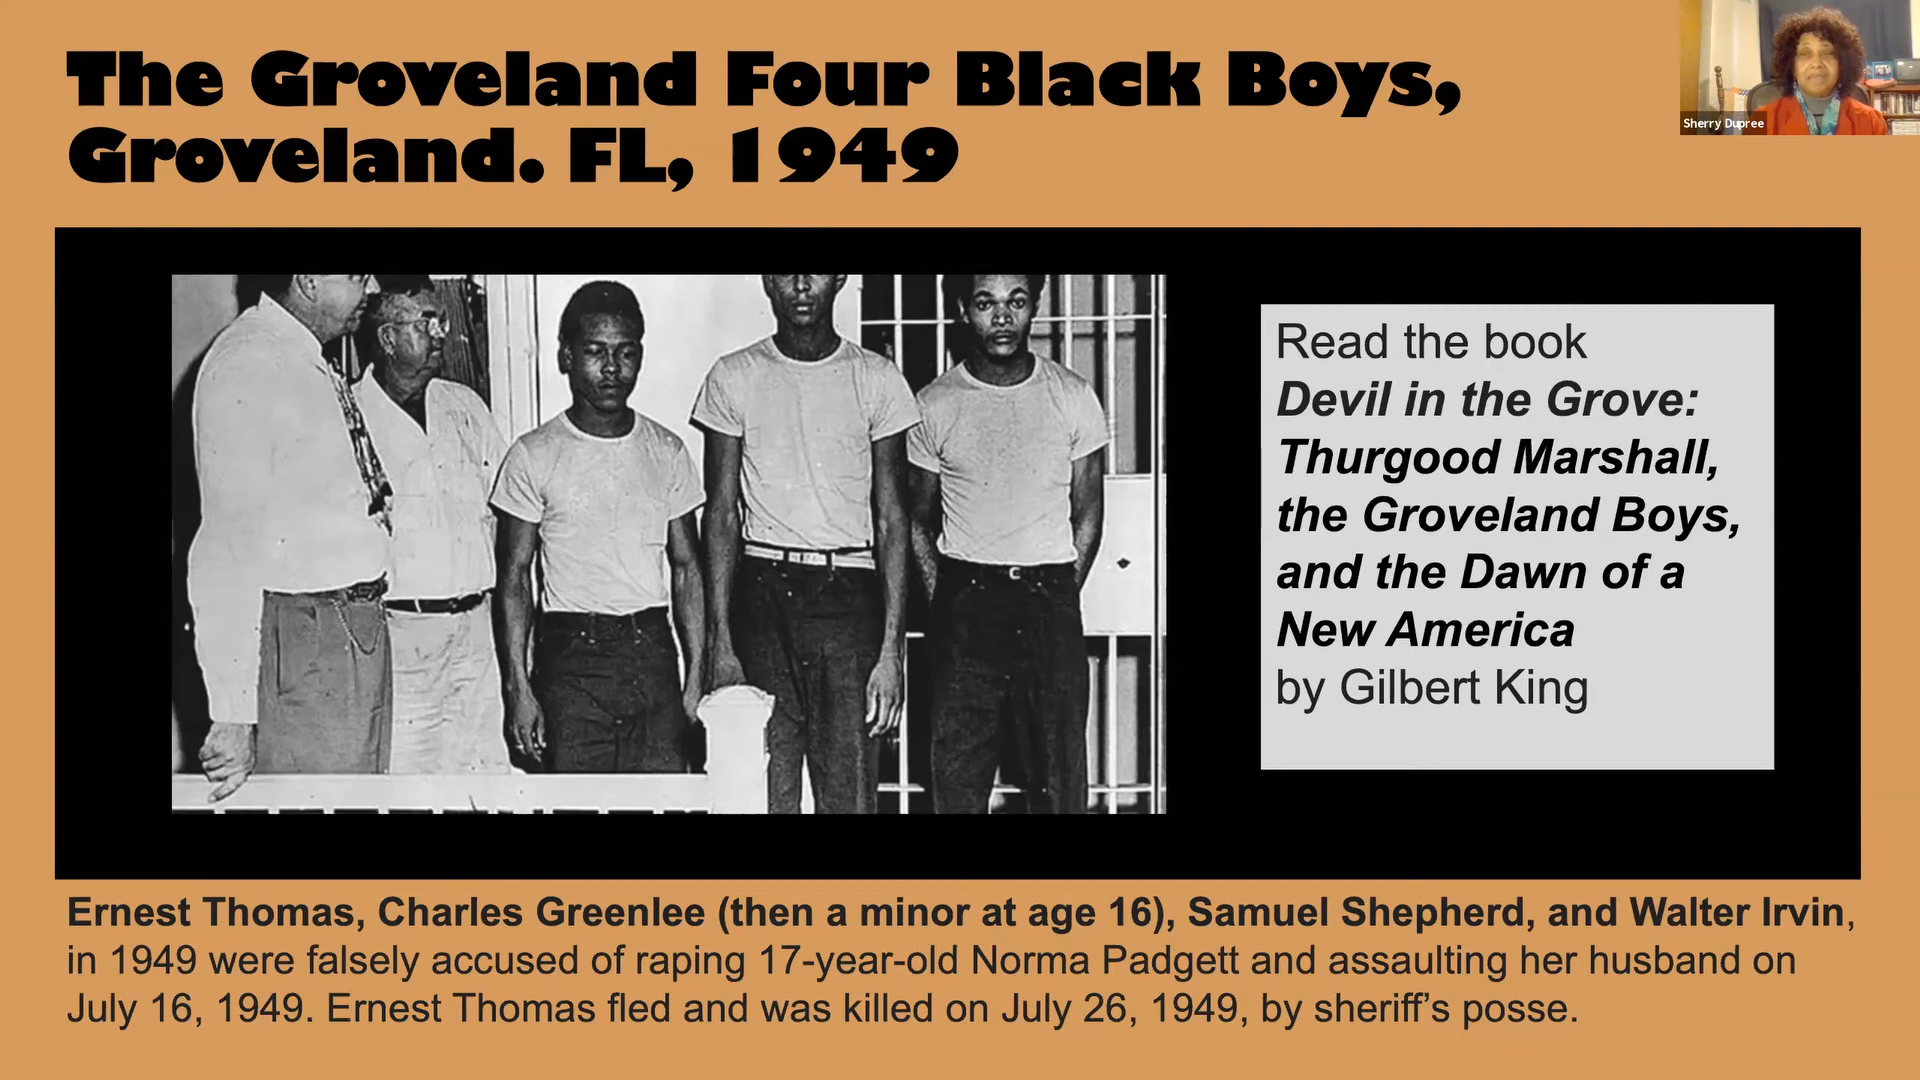 The Groveland Four Black Boys,
Groveland. FL, 1949
Sherry Dupree
Read the book
Devil in the Grove:
Thurgood Marshall,
the Groveland Boys,
and the Dawn of a
New America
by Gilbert King
Ernest Thomas, Charles Greenlee (then a minor at age 16), Samuel Shepherd, and Walter Irvin,
in 1949 were falsely accused of raping 17-year-old Norma Padgett and assaulting her husband on
July 16, 1949. Ernest Thomas fled and was killed on July 26, 1949, by sheriff’s posse.